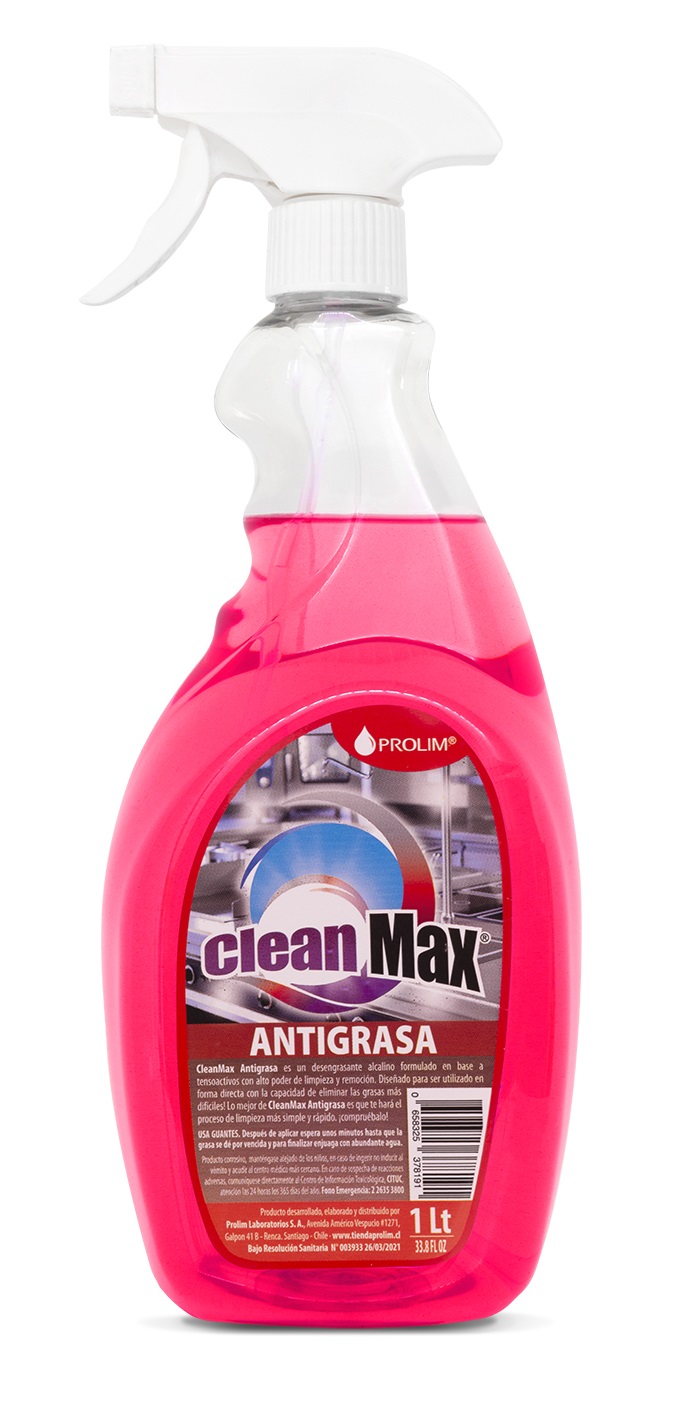 PROLIM®
clean Max®
ANTIGRASA
CleanMax Antigrasa es un desengrasante alcalino formulado en base a
tensoactivos con alto poder de limpieza y remoción. Diseñado para ser utilizado en
forma directa con la capacidad de eliminar las grasas más
difíciles! Lo mejor de CleanMax Antigrasa es que te hará el
proceso de limpieza más simple y rápido. ¡compruébalo!
USA GUANTES. Después de aplicar espera unos minutos hasta que la
grasa se dé por vencida y para finalizar enjuaga con abundante agua.
Producto corrosivo, manténgase alejado de los niños, en caso de ingerir no inducir al
vómito y acudir al centro médico más cercano. En caso de sospecha de reacciones
adversas, comuníquese directamente al Centro de Información Toxicológica, CITUC,
atención las 24 horas los 365 días del año. Fono Emergencia: 2 2635 3800
0 658325 378191
Producto desarrollado, elaborado y distribuido por
Prolim Laboratorios S. A., Avenida Américo Vespucio #1271,
Galpon 41 B - Renca. Santiago - Chile - www.tiendaprolim.cl
Bajo Resolución Sanitaria N° 003933 26/03/2021
1 Lt
33.8 FL OZ